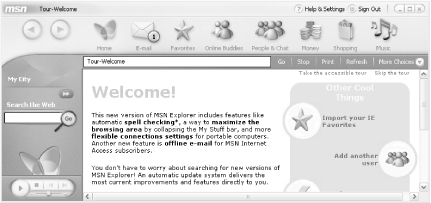 msn Tour-Welcome ? Help & Settings Sign Out
Home E-mail Favorites Online Buddies People & Chat Money Shopping Music
Tour-Welcome Go Stop Print Refresh More Choices
Take the accessible tour Skip the tour
My City
Search the Web
Go
Welcome!
This new version of MSN Explorer includes features like
automatic spell checking*, a way to maximize the
browsing area by collapsing the My Stuff bar, and more
flexible connections settings for portable computers.
Another new feature is offline e-mail for MSN Internet
Access subscribers.
You don't have to worry about searching for new versions of
MSN Explorer! An automatic update system delivers the
most current improvements and features directly to you.
Other Cool
Things
Import your IE
Favorites
Add another
user